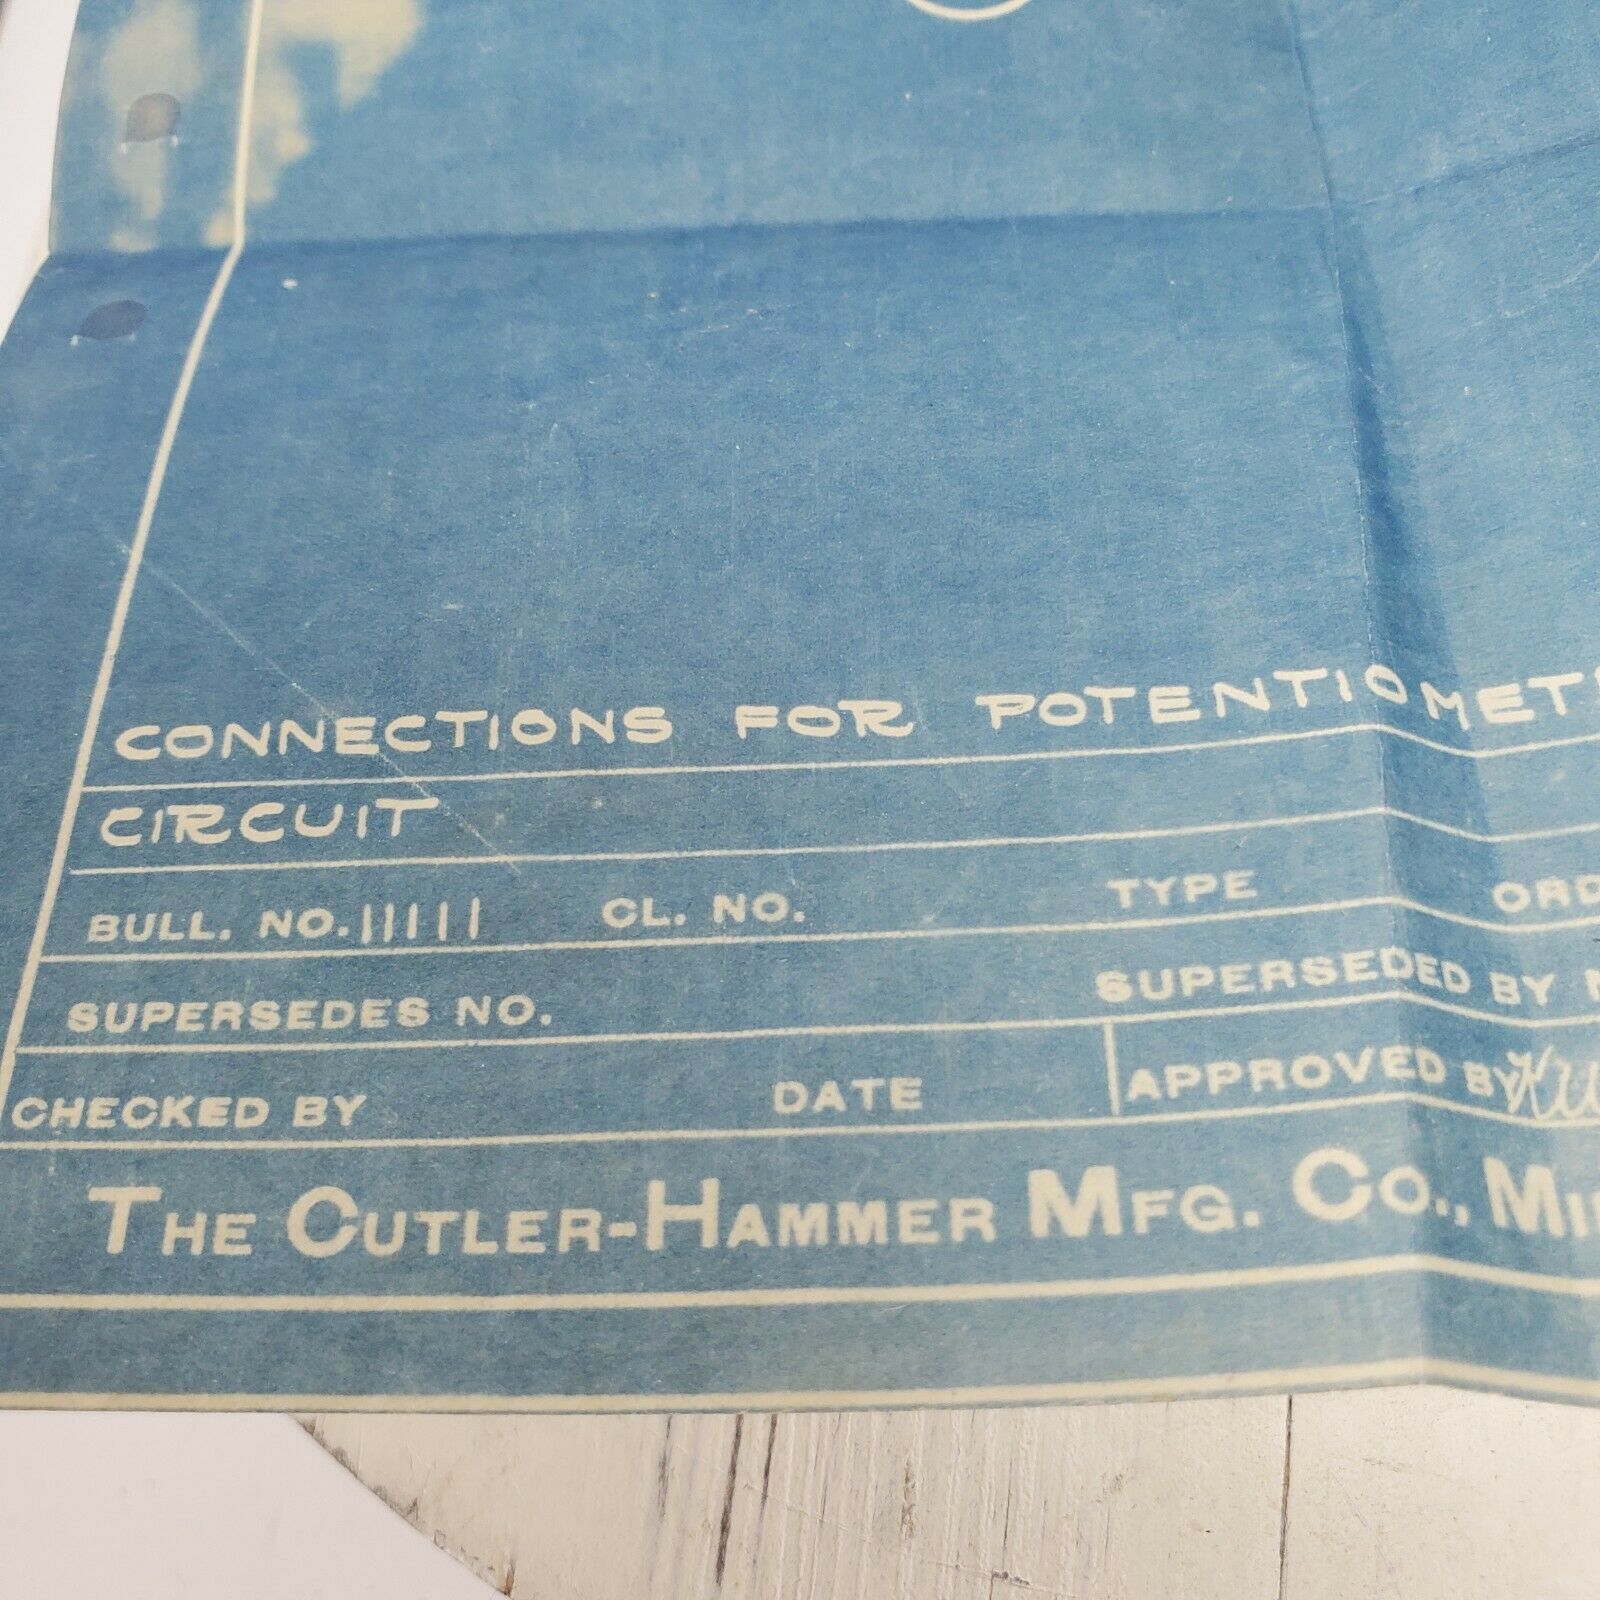 CONNECTIONS FOR POTENTIOMET
CIRCUIT
BULL. NO. 11111 CL. NO. TYPE ORD
SUPERSEDES NO. SUPERSEDED BY N
CHECKED BY DATE APPROVED BY
THE CUTLER-HAMMER MFG. CO., MI